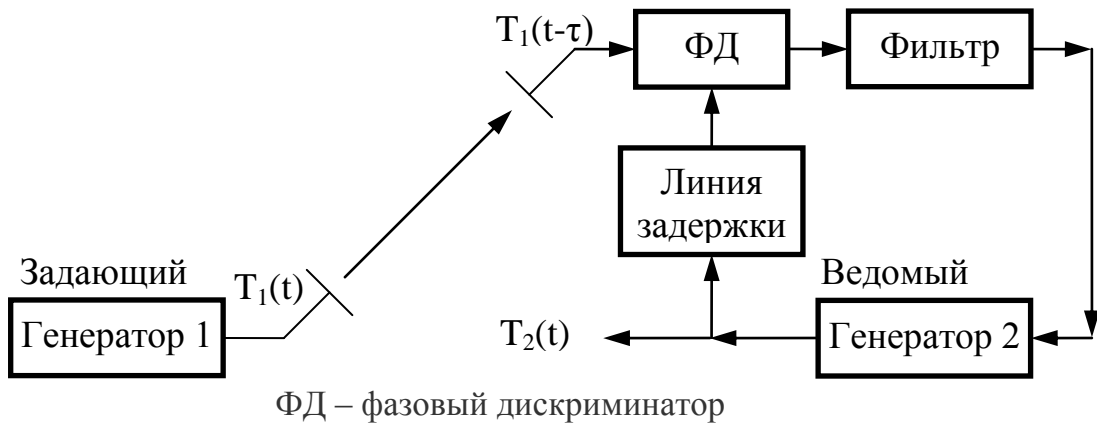 T₁(t-τ)
ФД
Фильтр
Линия
задержки
Задающий
T₁(t)
Генератор 1
Ведомый
T₂(t)
Генератор 2
ФД – фазовый дискриминатор